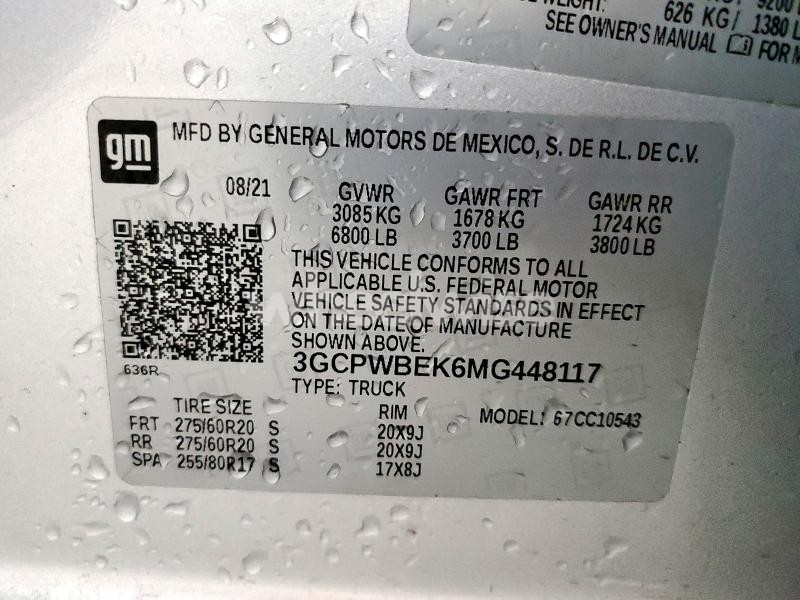 626 KG/ 1380 L
SEE OWNER'S MANUAL FOR M
gm
MFD BY GENERAL MOTORS DE MEXICO, S. DE R.L. DE C.V.
08/21 GVWR GAWR FRT GAWR RR
3085 KG 1678 KG 1724 KG
6800 LB 3700 LB 3800 LB
THIS VEHICLE CONFORMS TO ALL
APPLICABLE U.S. FEDERAL MOTOR
VEHICLE SAFETY STANDARDS IN EFFECT
ON THE DATE OF MANUFACTURE
SHOWN ABOVE.
636R
3GCPWBEK6MG448117
TYPE: TRUCK
TIRE SIZE RIM MODEL: 67CC10543
FRT 275/60R20 S 20X9J
RR 275/60R20 S 20X9J
SPA 255/80R17 S 17X8J